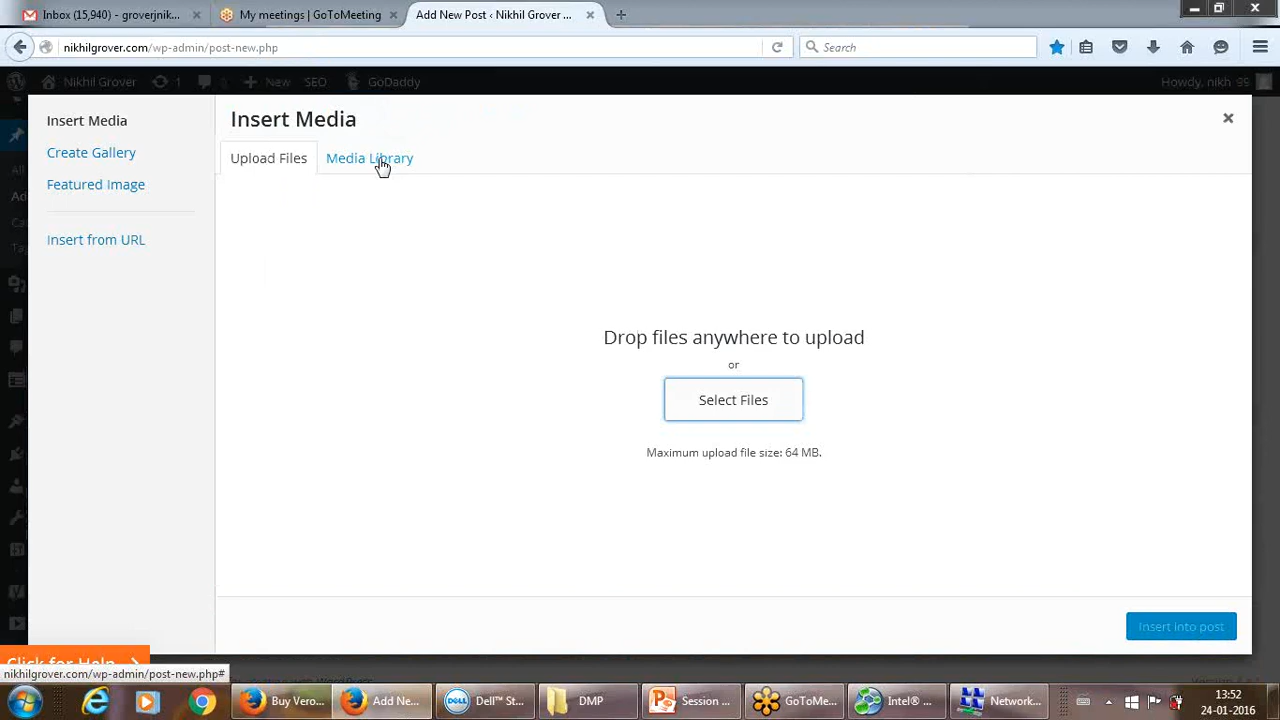 Inbox (15,940) - groverjnik...
My meetings | GoToMeeting
Add New Post ‹ Nikhil Grover ...
nikhilgrover.com/wp-admin/post-new.php
Search
Nikhil Grover
1
New
SEO
GoDaddy
Howdy,
Insert Media
Create Gallery
Featured Image
Insert from URL
Insert Media
Upload Files
Media Library
Drop files anywhere to upload
or
Select Files
Maximum upload file size: 64 MB.
Insert into post
Click for Help
nikhilgrover.com/wp-admin/post-new.php#
Buy Vero...
Add Ne...
Dell™ St...
DMP
Session ...
GoToMe...
Intel® ...
Network...
13:52
24-01-2016